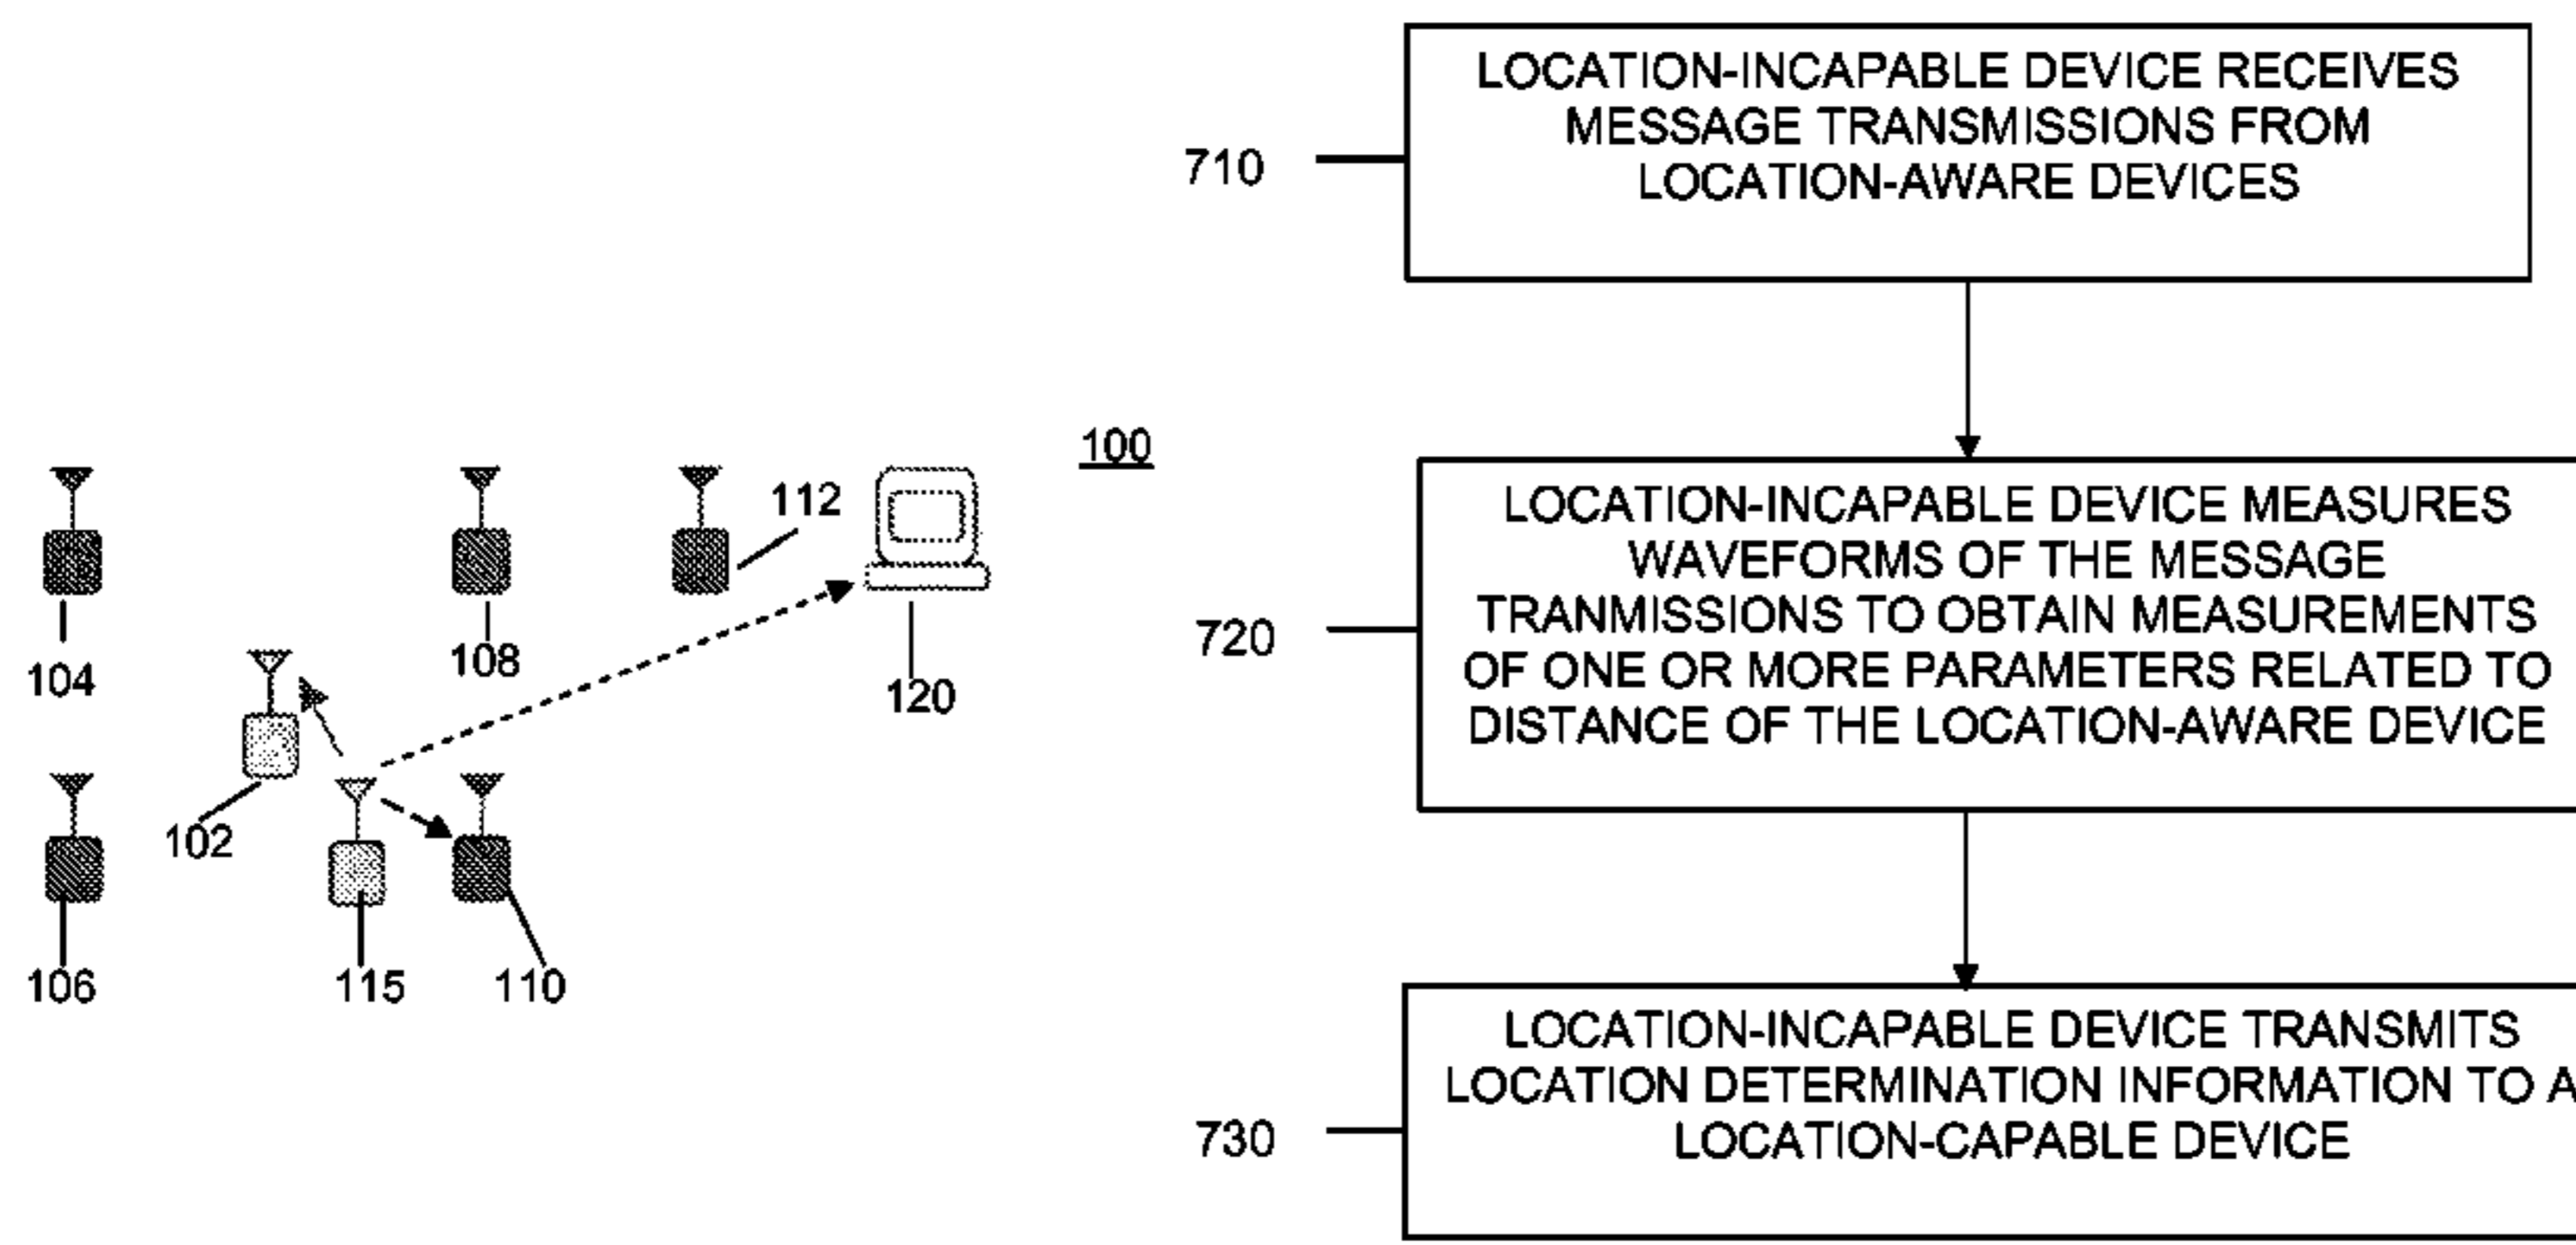 100
112
104
108
120
102
106
115
110
710
LOCATION-INCAPABLE DEVICE RECEIVES
MESSAGE TRANSMISSIONS FROM
LOCATION-AWARE DEVICES
720
LOCATION-INCAPABLE DEVICE MEASURES
WAVEFORMS OF THE MESSAGE
TRANMISSIONS TO OBTAIN MEASUREMENTS
OF ONE OR MORE PARAMETERS RELATED TO
DISTANCE OF THE LOCATION-AWARE DEVICE
730
LOCATION-INCAPABLE DEVICE TRANSMITS
LOCATION DETERMINATION INFORMATION TO A
LOCATION-CAPABLE DEVICE